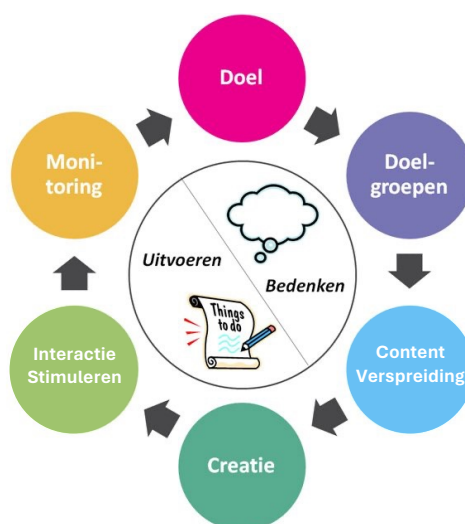 Doel
Doel-
groepen
Content
Verspreiding
Creatie
Interactie
Stimuleren
Moni-
toring
Uitvoeren
Bedenken
Things
to do